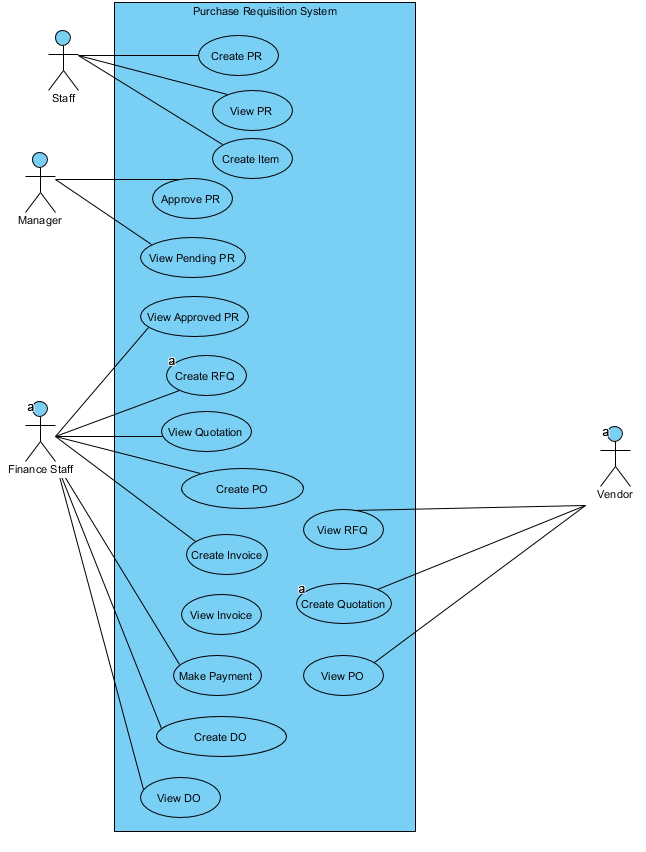 Purchase Requisition System
Staff
Create PR
View PR
Create Item
Manager
Approve PR
View Pending PR
View Approved PR
a
Create RFQ
a
Finance Staff
View Quotation
Create PO
a
Vendor
View RFQ
Create Invoice
a
Create Quotation
View Invoice
Make Payment
View PO
Create DO
View DO